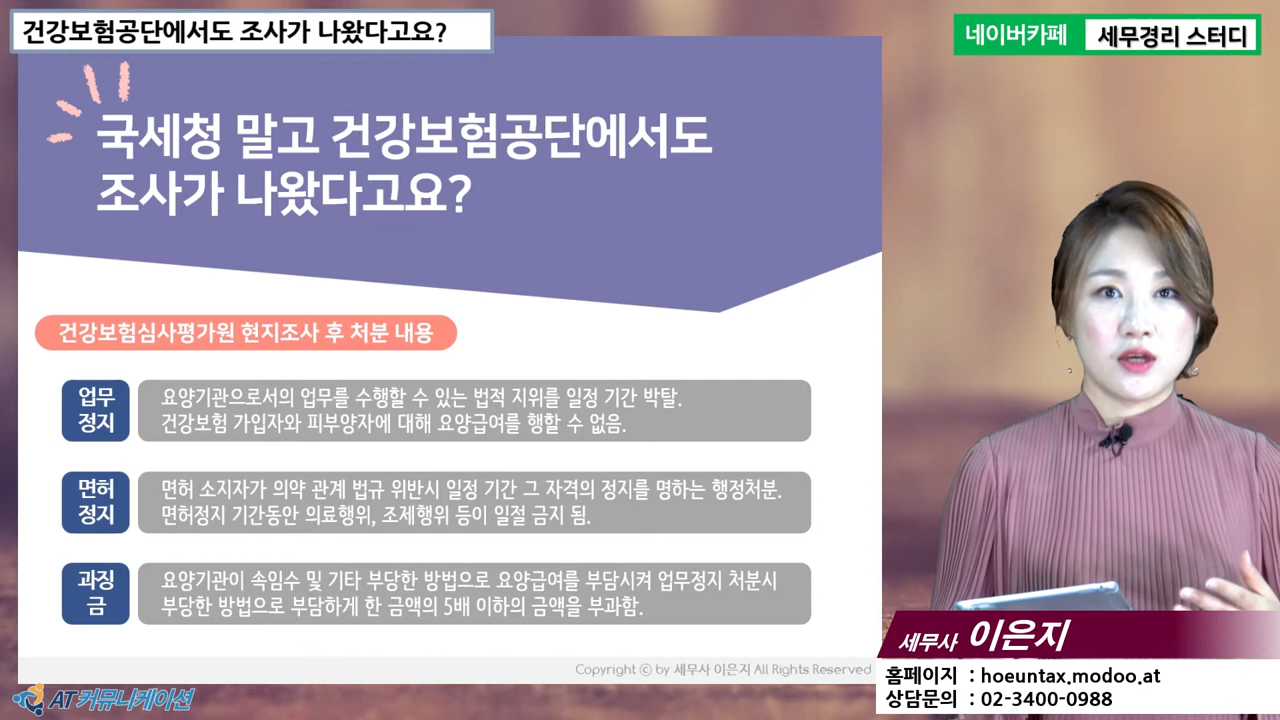 건강보험공단에서도 조사가 나왔다고요?
네이버카페 세무경리 스터디
국세청 말고 건강보험공단에서도
조사가 나왔다고요?
건강보험심사평가원 현지조사 후 처분 내용
업무
정지
요양기관으로서의 업무를 수행할 수 있는 법적 지위를 일정 기간 박탈.
건강보험 가입자와 피부양자에 대해 요양급여를 행할 수 없음.
면허
정지
면허 소지자가 의약 관계 법규 위반시 일정 기간 그 자격의 정지를 명하는 행정처분.
면허정지 기간동안 의료행위, 조제행위 등이 일절 금지 됨.
과징
금
요양기관이 속임수 및 기타 부당한 방법으로 요양급여를 부담시켜 업무정지 처분시
부당한 방법으로 부담하게 한 금액의 5배 이하의 금액을 부과함.
Copyright ⓒ by 세무사 이은지 All Rights Reserved
세무사 이은지
홈페이지 : hoeuntax.modoo.at
상담문의 : 02-3400-0988
AT커뮤니케이션